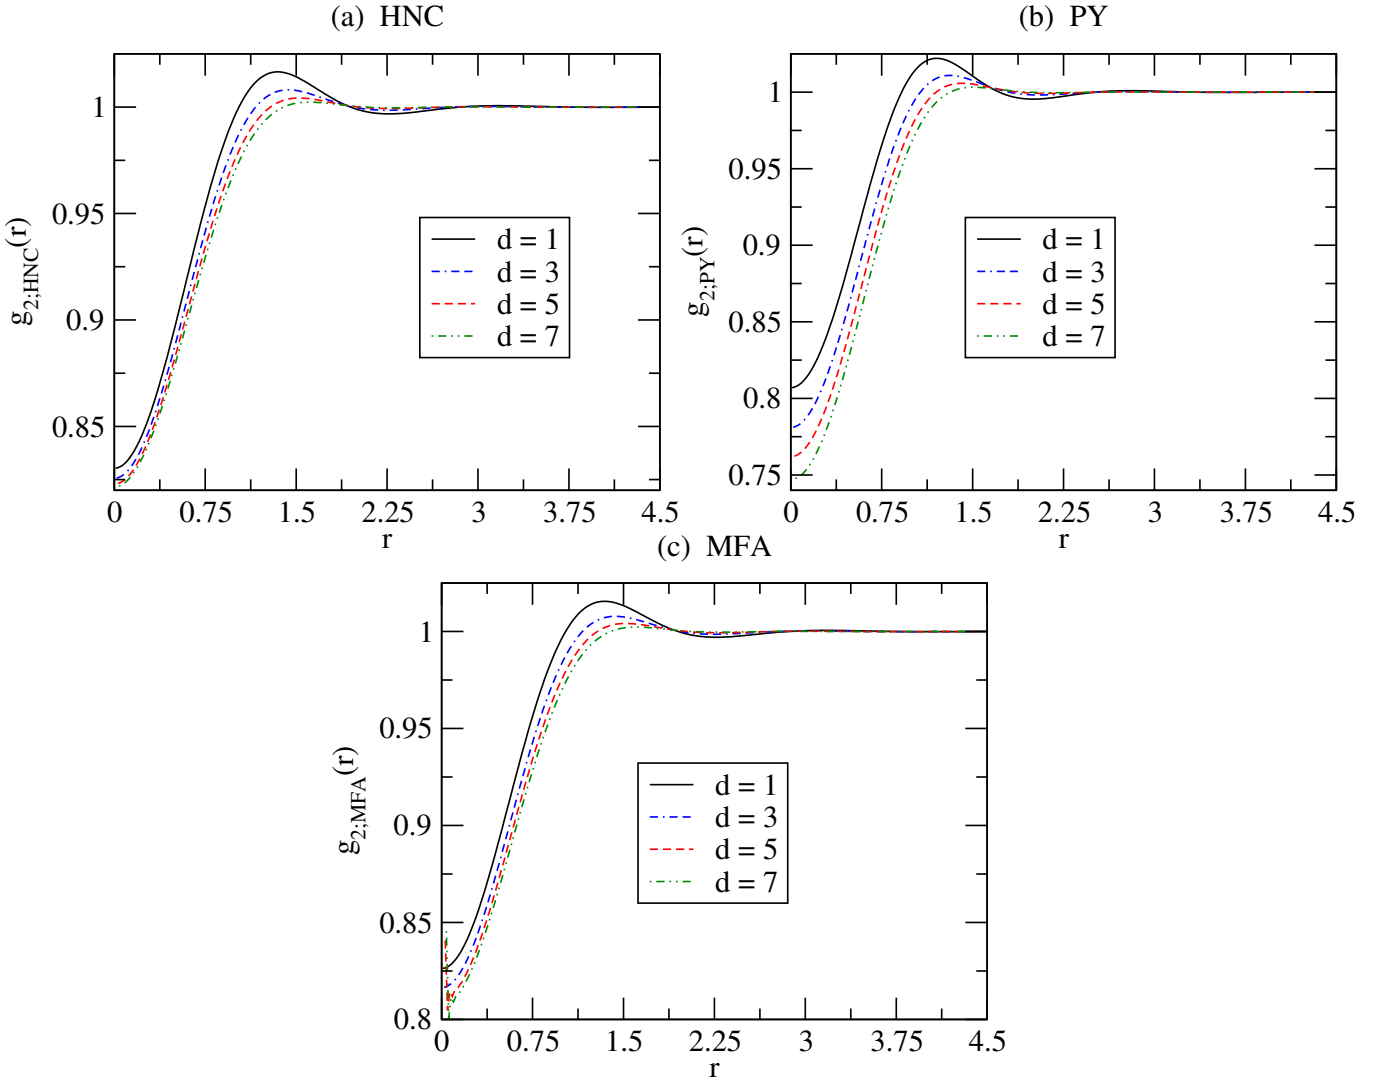 (a) HNC
g2;HNC(r)
1
0.95
0.9
0.85
d = 1
d = 3
d = 5
d = 7
0 0.75 1.5 2.25 3 3.75 4.5
r
(b) PY
g2;PY(r)
1
0.95
0.9
0.85
0.8
0.75
d = 1
d = 3
d = 5
d = 7
0 0.75 1.5 2.25 3 3.75 4.5
r
(c) MFA
g2;MFA(r)
1
0.95
0.9
0.85
0.8
d = 1
d = 3
d = 5
d = 7
0 0.75 1.5 2.25 3 3.75 4.5
r